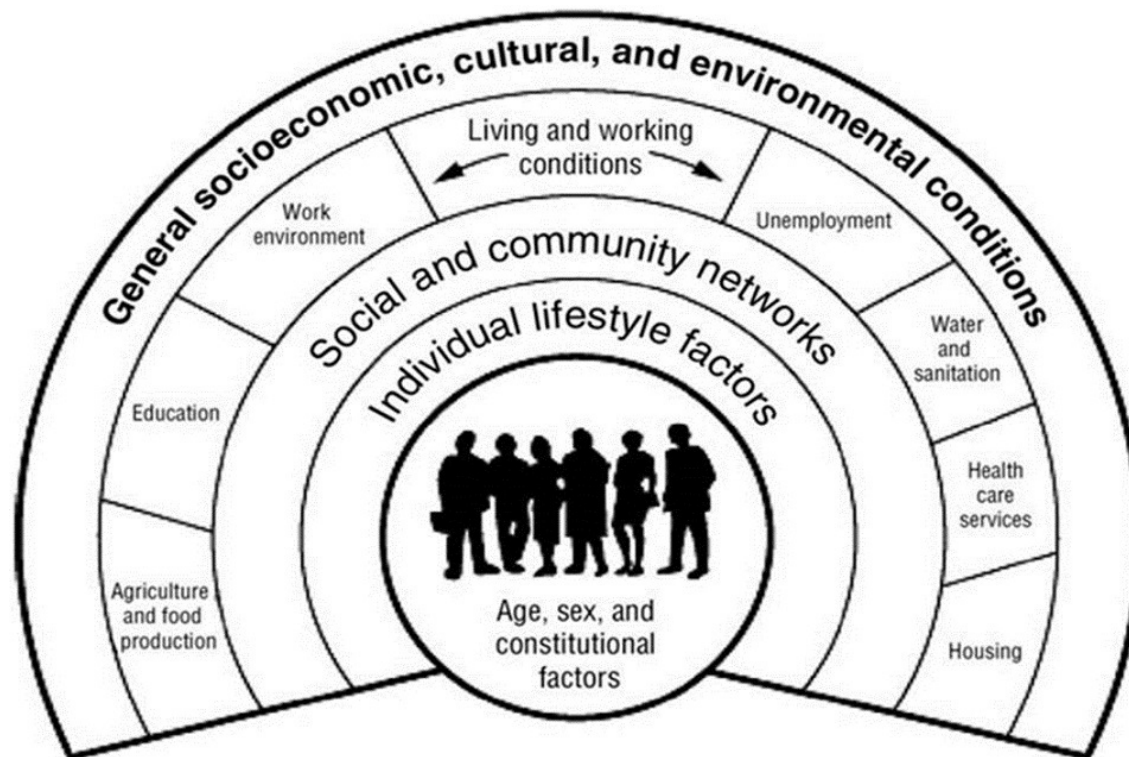 General socioeconomic, cultural, and environmental conditions
Living and working
conditions
Work
environment
Unemployment
Social and community networks
Individual lifestyle factors
Education
Water
and
sanitation
Agriculture
and food
production
Health
care
services
Housing
Age, sex, and
constitutional
factors